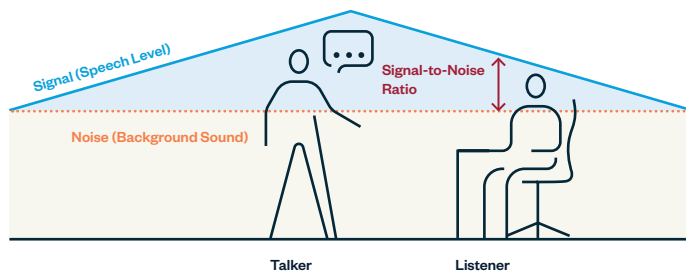 Signal (Speech Level)
Signal-to-Noise
Ratio
Noise (Background Sound)
Talker
Listener